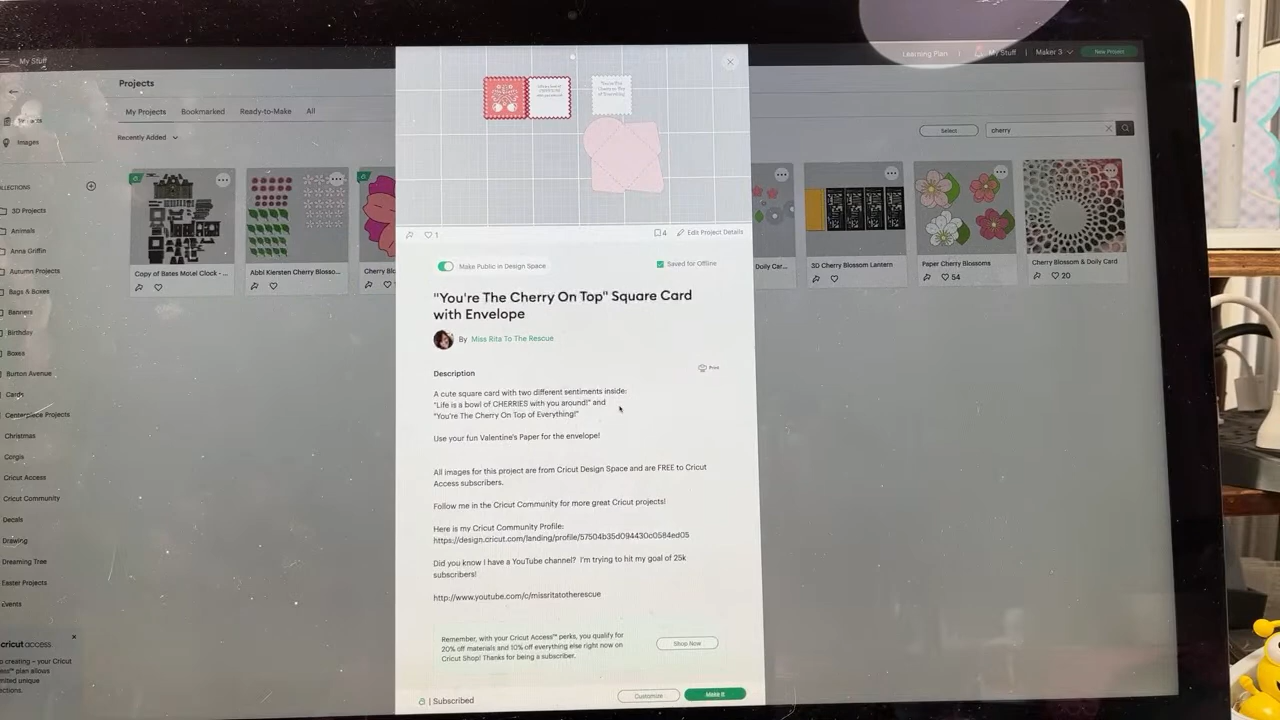 My Stuff
Learning Plan
My Stuff
Maker 3
New Project
Projects
My Projects
Bookmarked
Ready-to-Make
All
Recently Added
Select
cherry
Images
COLLECTIONS
3D Projects
Animals
Anna Griffin
Autumn Projects
Bags & Boxes
Banners
Birthday
Boxes
Burton Avenue
Cards
Centerpiece Projects
Christmas
Corgis
Cricut Access
Cricut Community
Decals
Drawing
Dreaming Tree
Easter Projects
Events
cricut access
Copy of Bates Motel Clock - ...
Abbi Kiersten Cherry Blosso...
Cherry Blo
Doily Car...
3D Cherry Blossom Lantern
Paper Cherry Blossoms
54
Cherry Blossom & Doily Card
20
1
4
Edit Project Details
Make Public in Design Space
Saved for Offline
"You're The Cherry On Top" Square Card
with Envelope
By Miss Rita To The Rescue
Print
Description
A cute square card with two different sentiments inside:
"Life is a bowl of CHERRIES with you around!" and
"You're The Cherry On Top of Everything!"
Use your fun Valentine's Paper for the envelope!
All images for this project are from Cricut Design Space and are FREE to Cricut
Access subscribers.
Follow me in the Cricut Community for more great Cricut projects!
Here is my Cricut Community Profile:
https://design.cricut.com/landing/profile/57504b35d094430c0584ed05
Did you know I have a YouTube channel? I'm trying to hit my goal of 25k
subscribers!
http://www.youtube.com/c/missritatotherescue
Remember, with your Cricut Access™ perks, you qualify for
20% off materials and 10% off everything else right now on
Cricut Shop! Thanks for being a subscriber.
Shop Now
| Subscribed
Customize
Make It